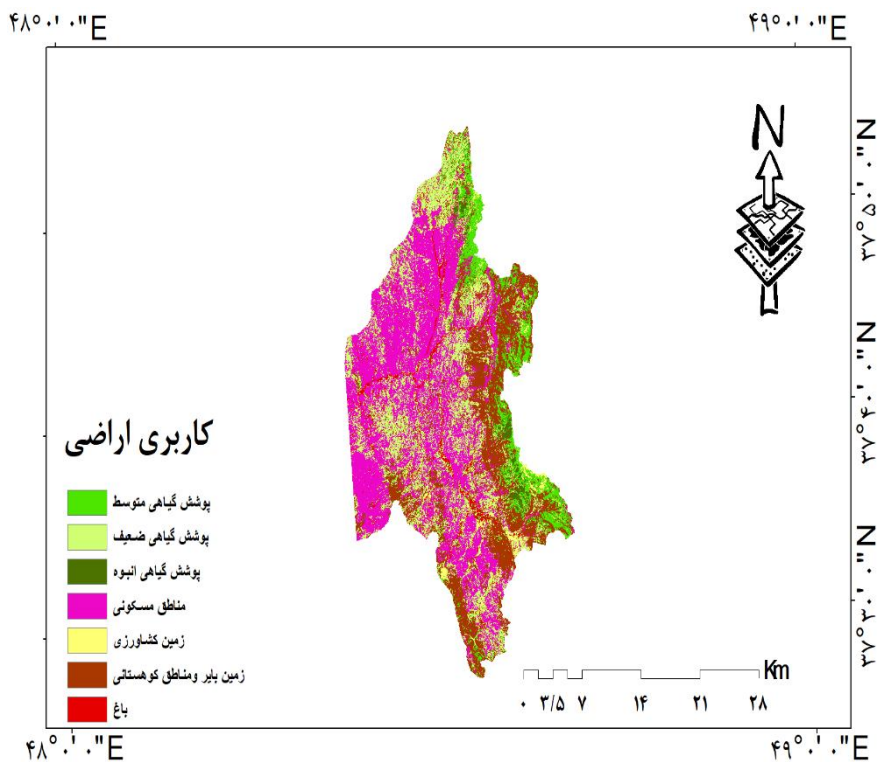 ۴۸°۰'۰"E
۴۹°۰'۰"E
N
۳۷°۵۰'۰"N
۳۷°۴۰'۰"N
۳۷°۳۰'۰"N
کاربری اراضی
پوشش گیاهی متوسط
پوشش گیاهی ضعیف
پوشش گیاهی انبوه
مناطق مسکونی
زمین کشاورزی
زمین بایر ومناطق کوهستانی
باغ
Km
۰ ۳/۵ ۷ ۱۴ ۲۱ ۲۸
۴۸°۰'۰"E
۴۹°۰'۰"E